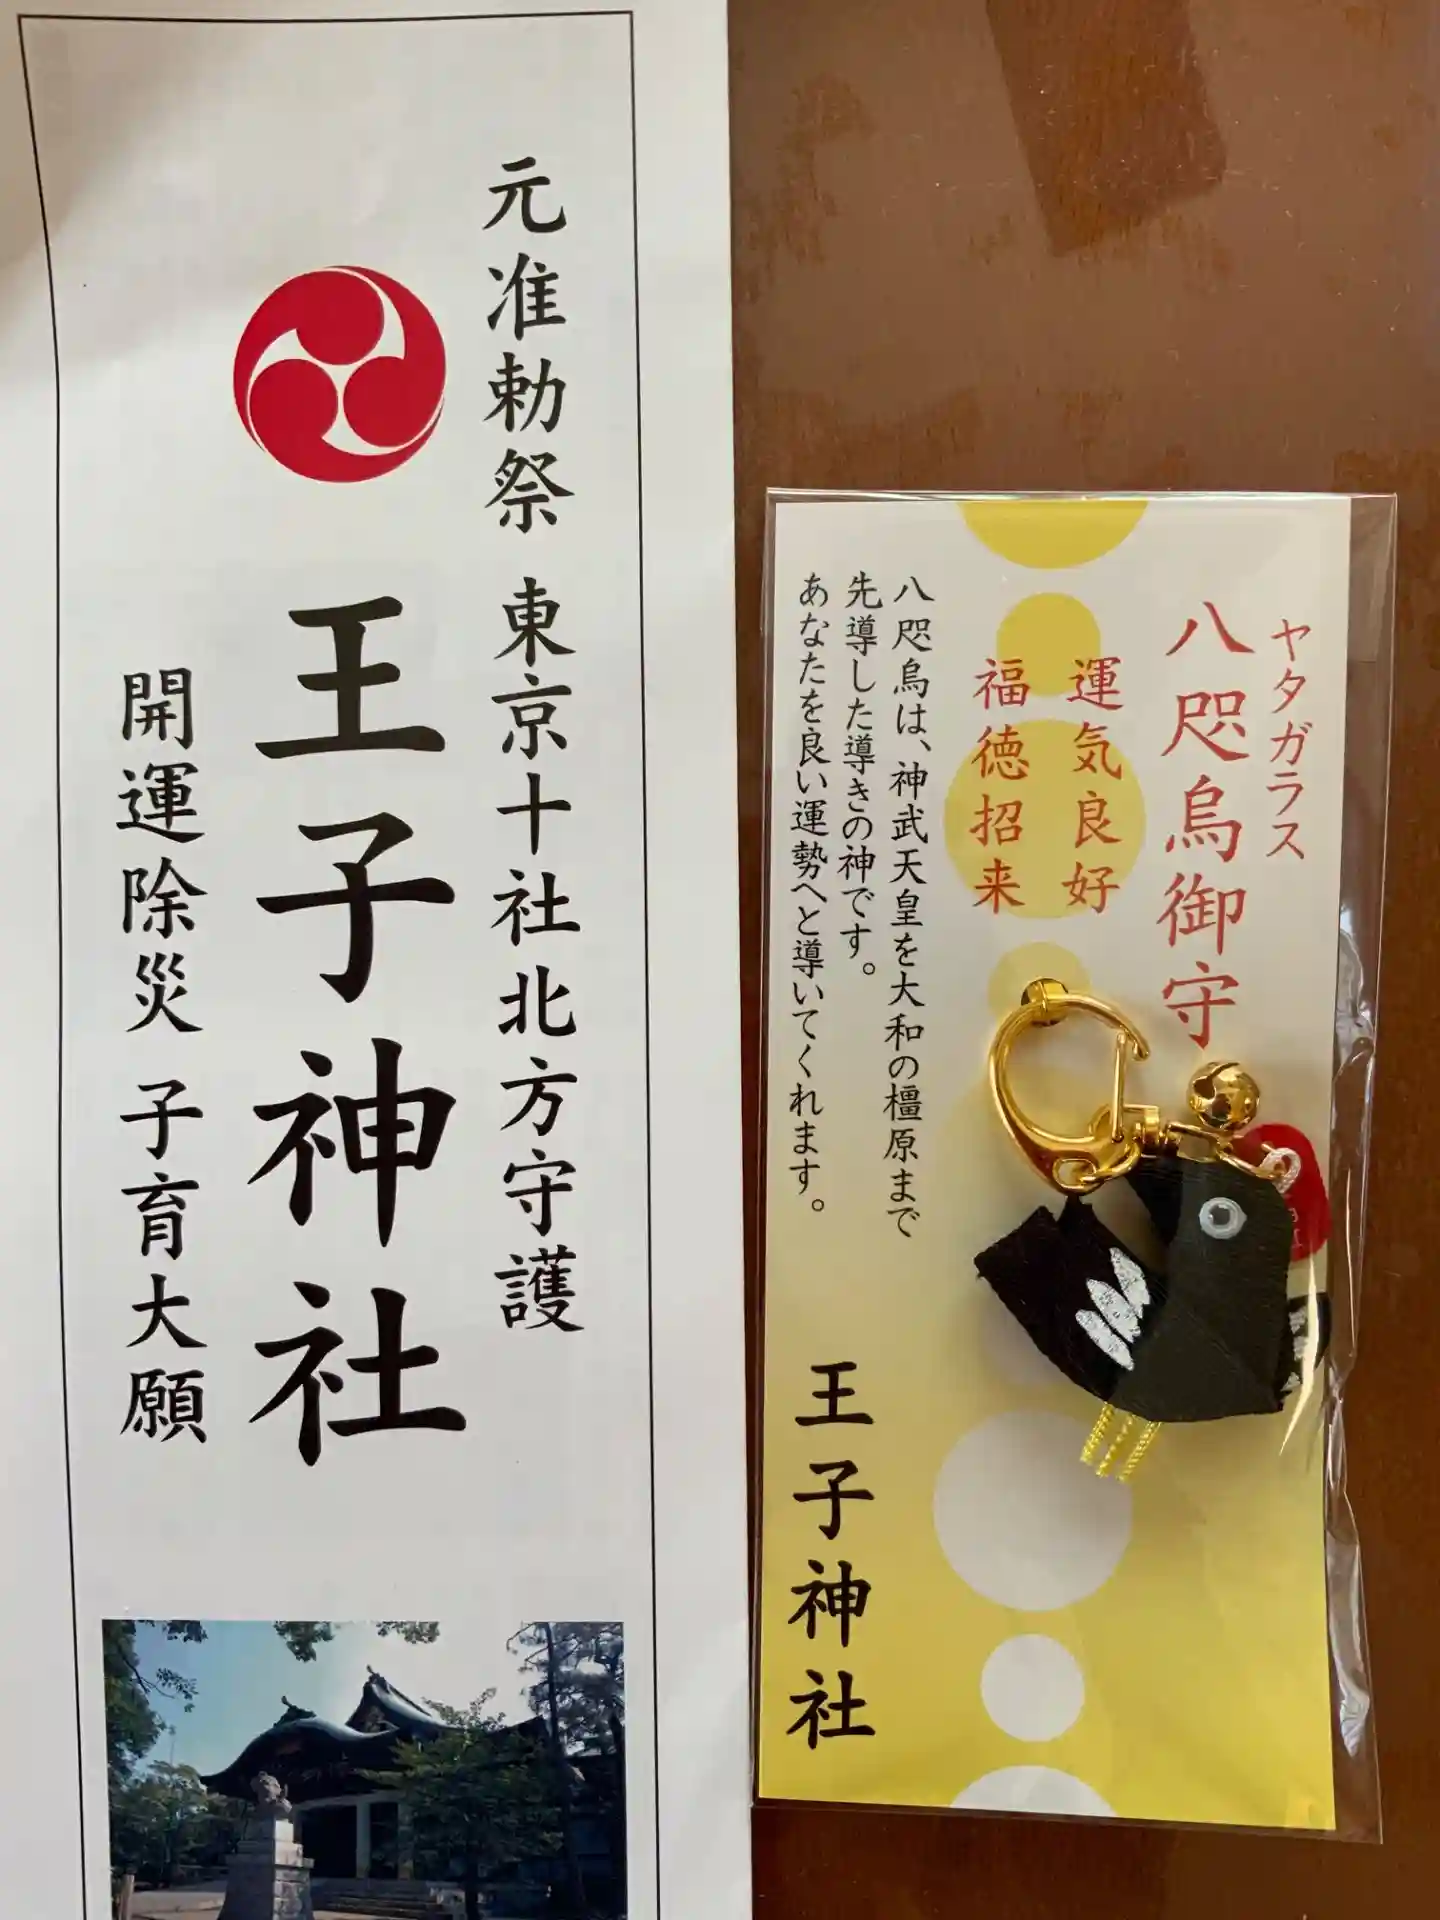 元准勅祭 東京十社北方守護
王子神社
開運除災 子育大願
ヤタガラス
八咫烏御守
運気良好
福徳招来
八咫烏は、神武天皇を大和の橿原まで
先導した導きの神です。
あなたを良い運勢へと導いてくれます。
王子神社